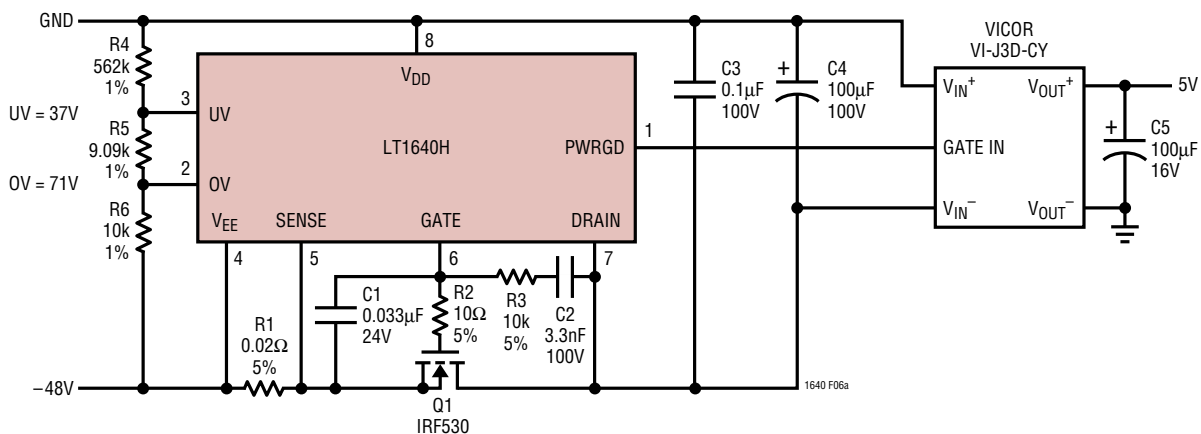 GND
R4
562k
1%
UV = 37V
R5
9.09k
1%
OV = 71V
R6
10k
1%
–48V
3
2
8
VDD
UV
OV
LT1640H
PWRGD
1
VEE
SENSE
GATE
DRAIN
4
5
6
7
R1
0.02Ω
5%
C1
0.033µF
24V
R2
10Ω
5%
R3
10k
5%
C2
3.3nF
100V
Q1
IRF530
C3
0.1µF
100V
+
C4
100µF
100V
1640 F06a
VICOR
VI-J3D-CY
VIN+
VOUT+
GATE IN
VIN–
VOUT–
5V
+
C5
100µF
16V